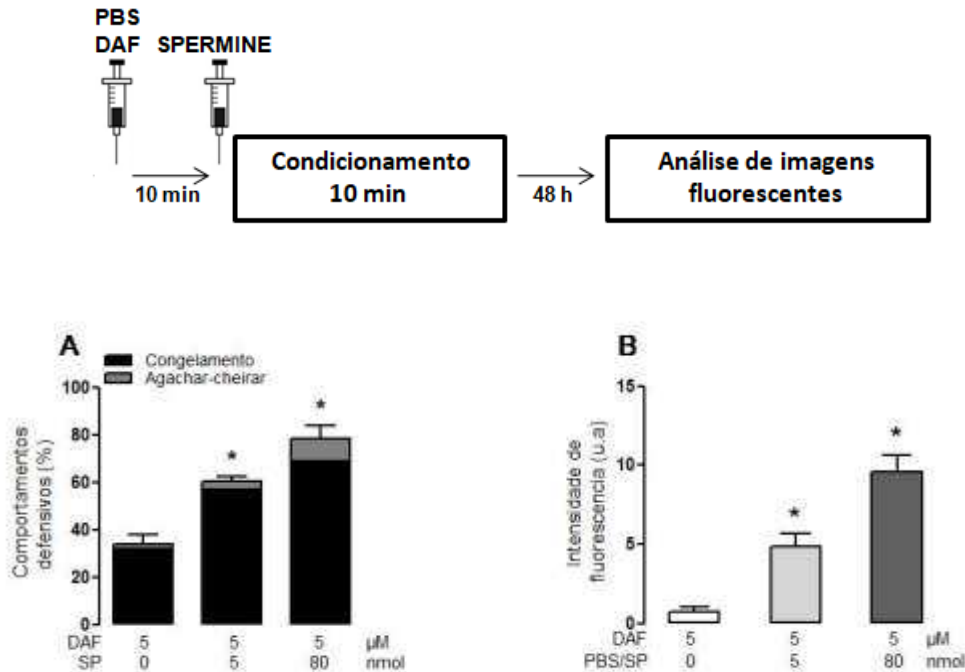 PBS
DAF SPERMINE
Condicionamento
10 min
Análise de imagens
fluorescentes
10 min
48 h
A
Congelamento
Agachar-cheirar
Comportamentos
defensivos (%)
100
80
60
40
20
0
*
*
DAF 5 5 5 µM
SP 0 5 80 nmol
B
Intensidade de
fluorescencia (u.a)
15
10
5
0
*
*
DAF 5 5 5 µM
PBS/SP 0 5 80 nmol